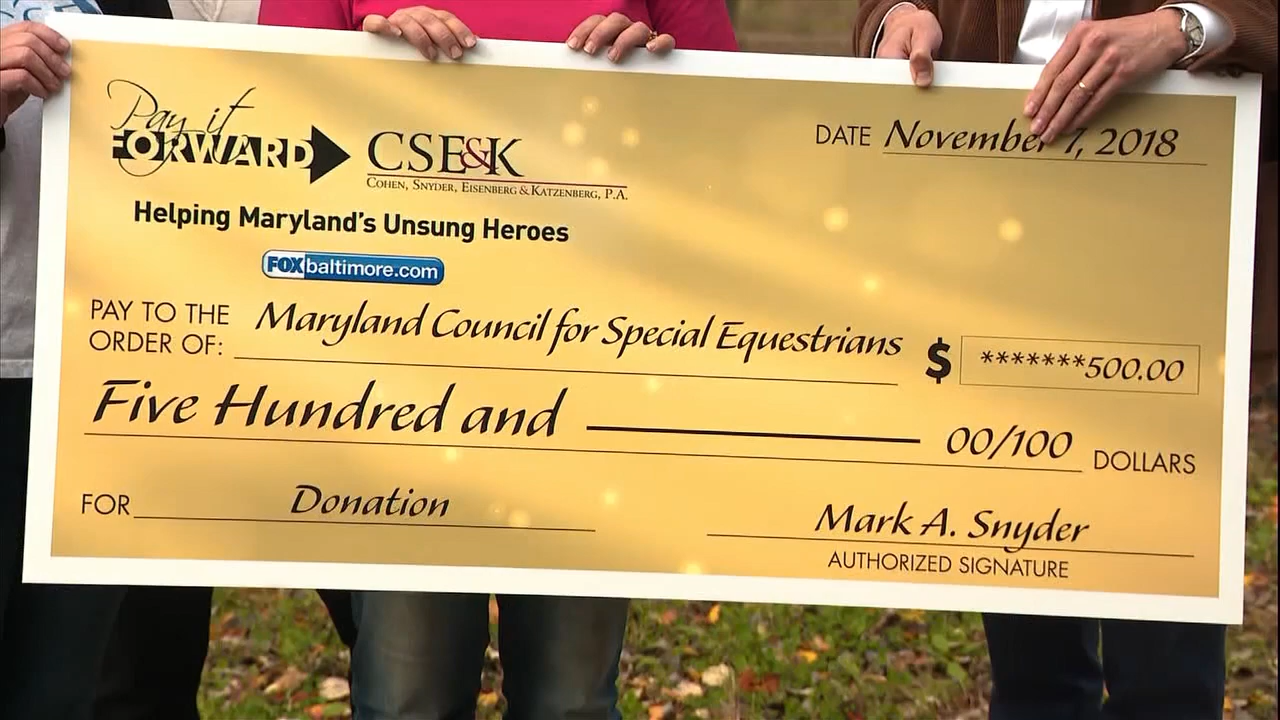 Pay it
FORWARD
CSE&K
COHEN, SNYDER, EISENBERG & KATZENBERG, P.A.
DATE November 7, 2018
Helping Maryland's Unsung Heroes
FOXbaltimore.com
PAY TO THE
ORDER OF: Maryland Council for Special Equestrians $ *******500.00
Five Hundred and 00/100 DOLLARS
FOR Donation
Mark A. Snyder
AUTHORIZED SIGNATURE